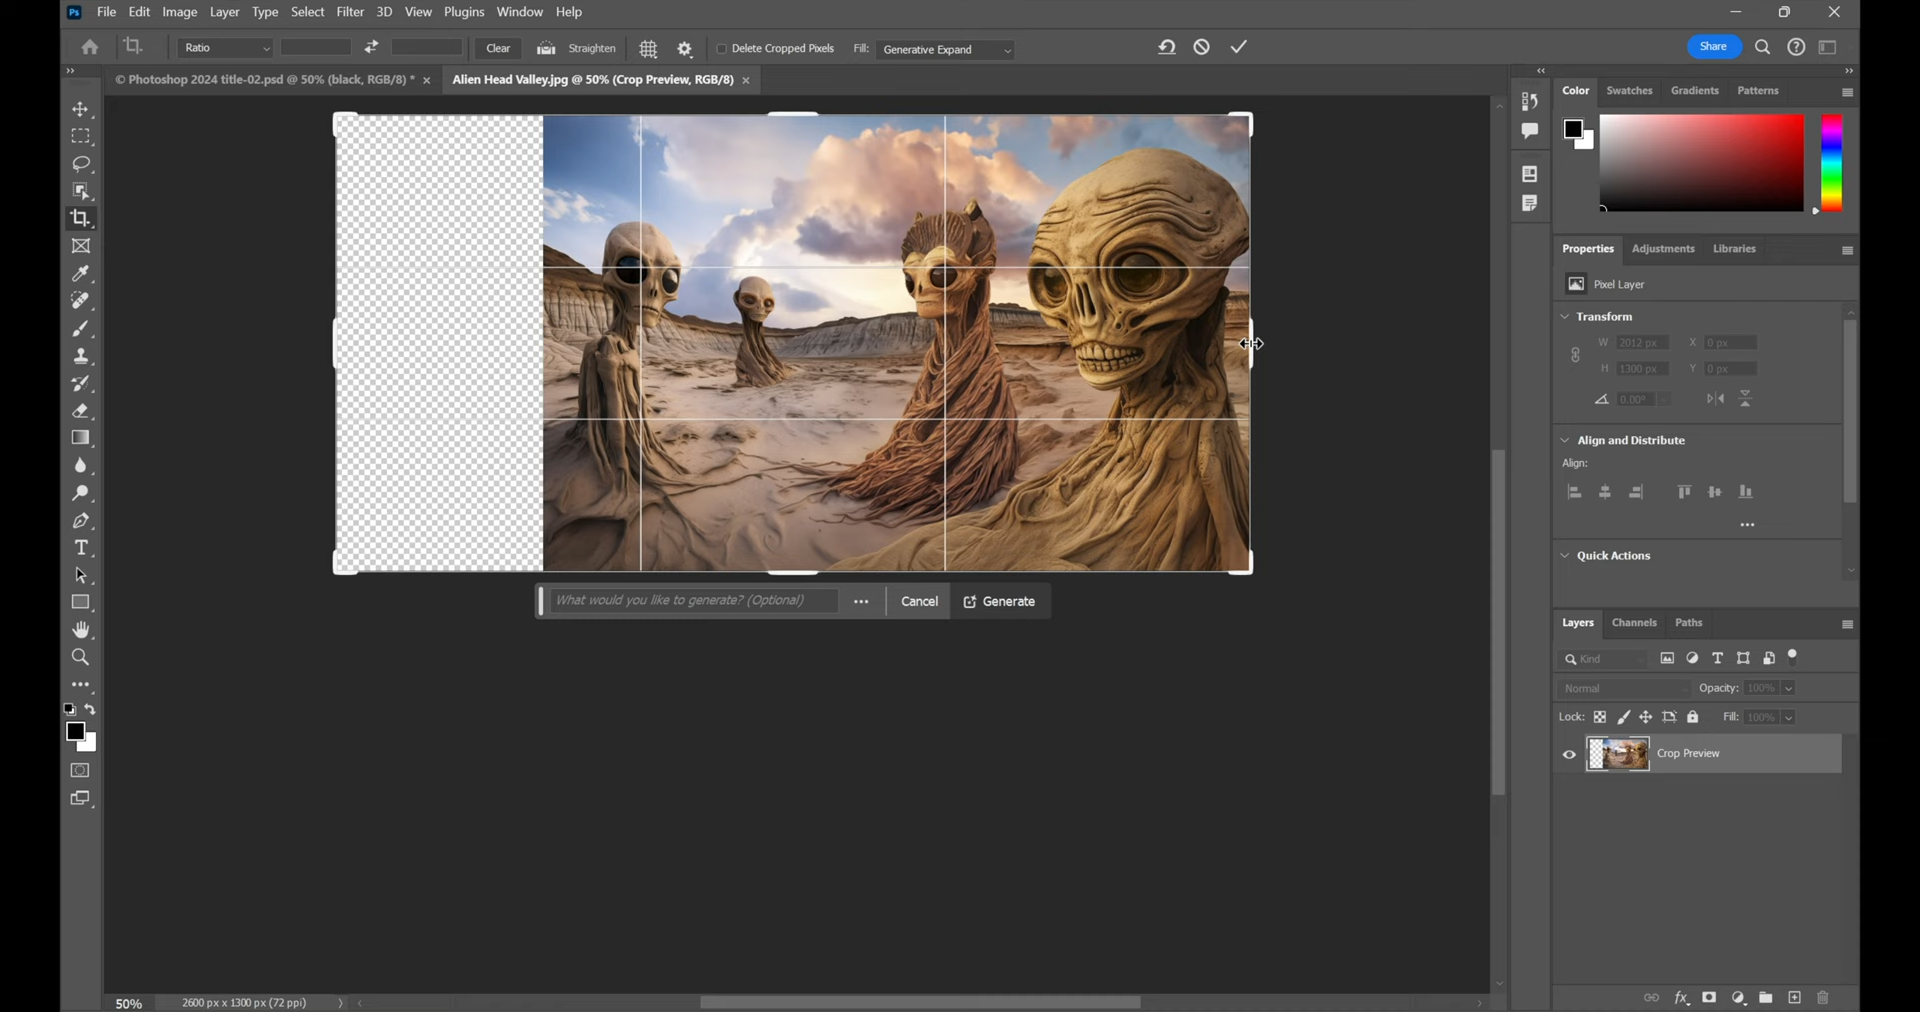 Ps File Edit Image Layer Type Select Filter 3D View Plugins Window Help
Ratio Clear Straighten Delete Cropped Pixels Fill: Generative Expand Share
© Photoshop 2024 title-02.psd @ 50% (black, RGB/8) * × Alien Head Valley.jpg @ 50% (Crop Preview, RGB/8) ×
Color Swatches Gradients Patterns
Properties Adjustments Libraries
Pixel Layer
Transform
W 2012 px X 0 px
H 1300 px Y 0 px
0.00°
Align and Distribute
Align:
Quick Actions
What would you like to generate? (Optional) Cancel Generate
Layers Channels Paths
Kind
Normal Opacity: 100%
Lock: Fill: 100%
Crop Preview
50% 2600 px x 1300 px (72 ppi)